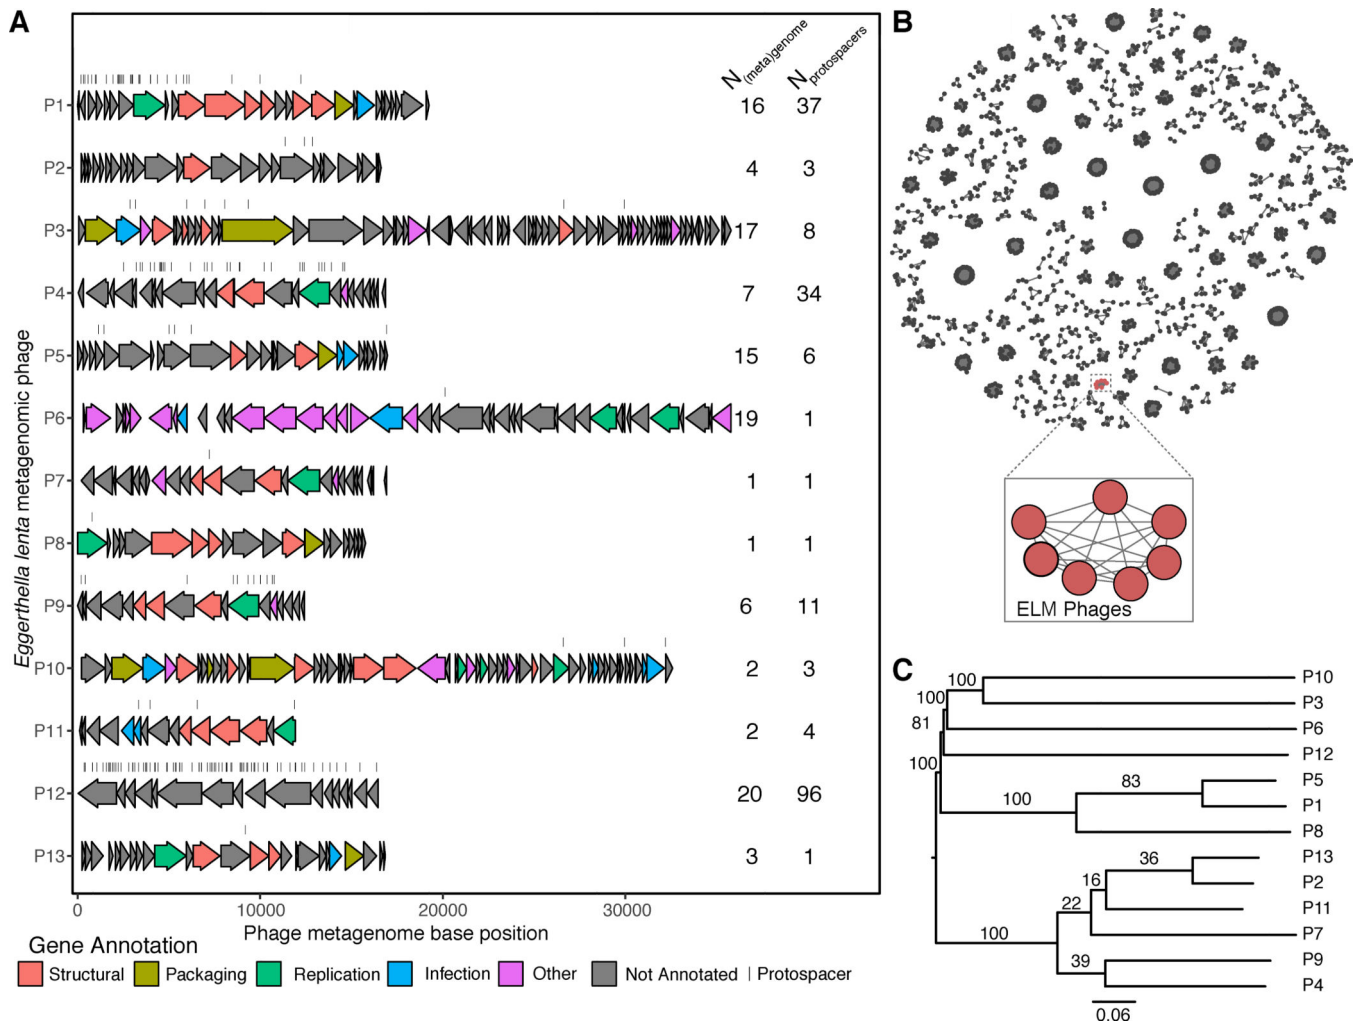 A
N(meta)genome
Nprotospacers
P1 16 37
P2 4 3
P3 17 8
P4 7 34
P5 15 6
P6 19 1
P7 1 1
P8 1 1
P9 6 11
P10 2 3
P11 2 4
P12 20 96
P13 3 1
Eggerthella lenta metagenomic phage
0 10000 20000 30000
Phage metagenome base position
Gene Annotation
Structural Packaging Replication Infection Other Not Annotated | Protospacer
B
ELM Phages
C
P10
100
100
P3
81
P6
P12
100
P5
83
100
P1
P8
P13
36
P2
16
P11
22
P7
100
P9
39
P4
0.06